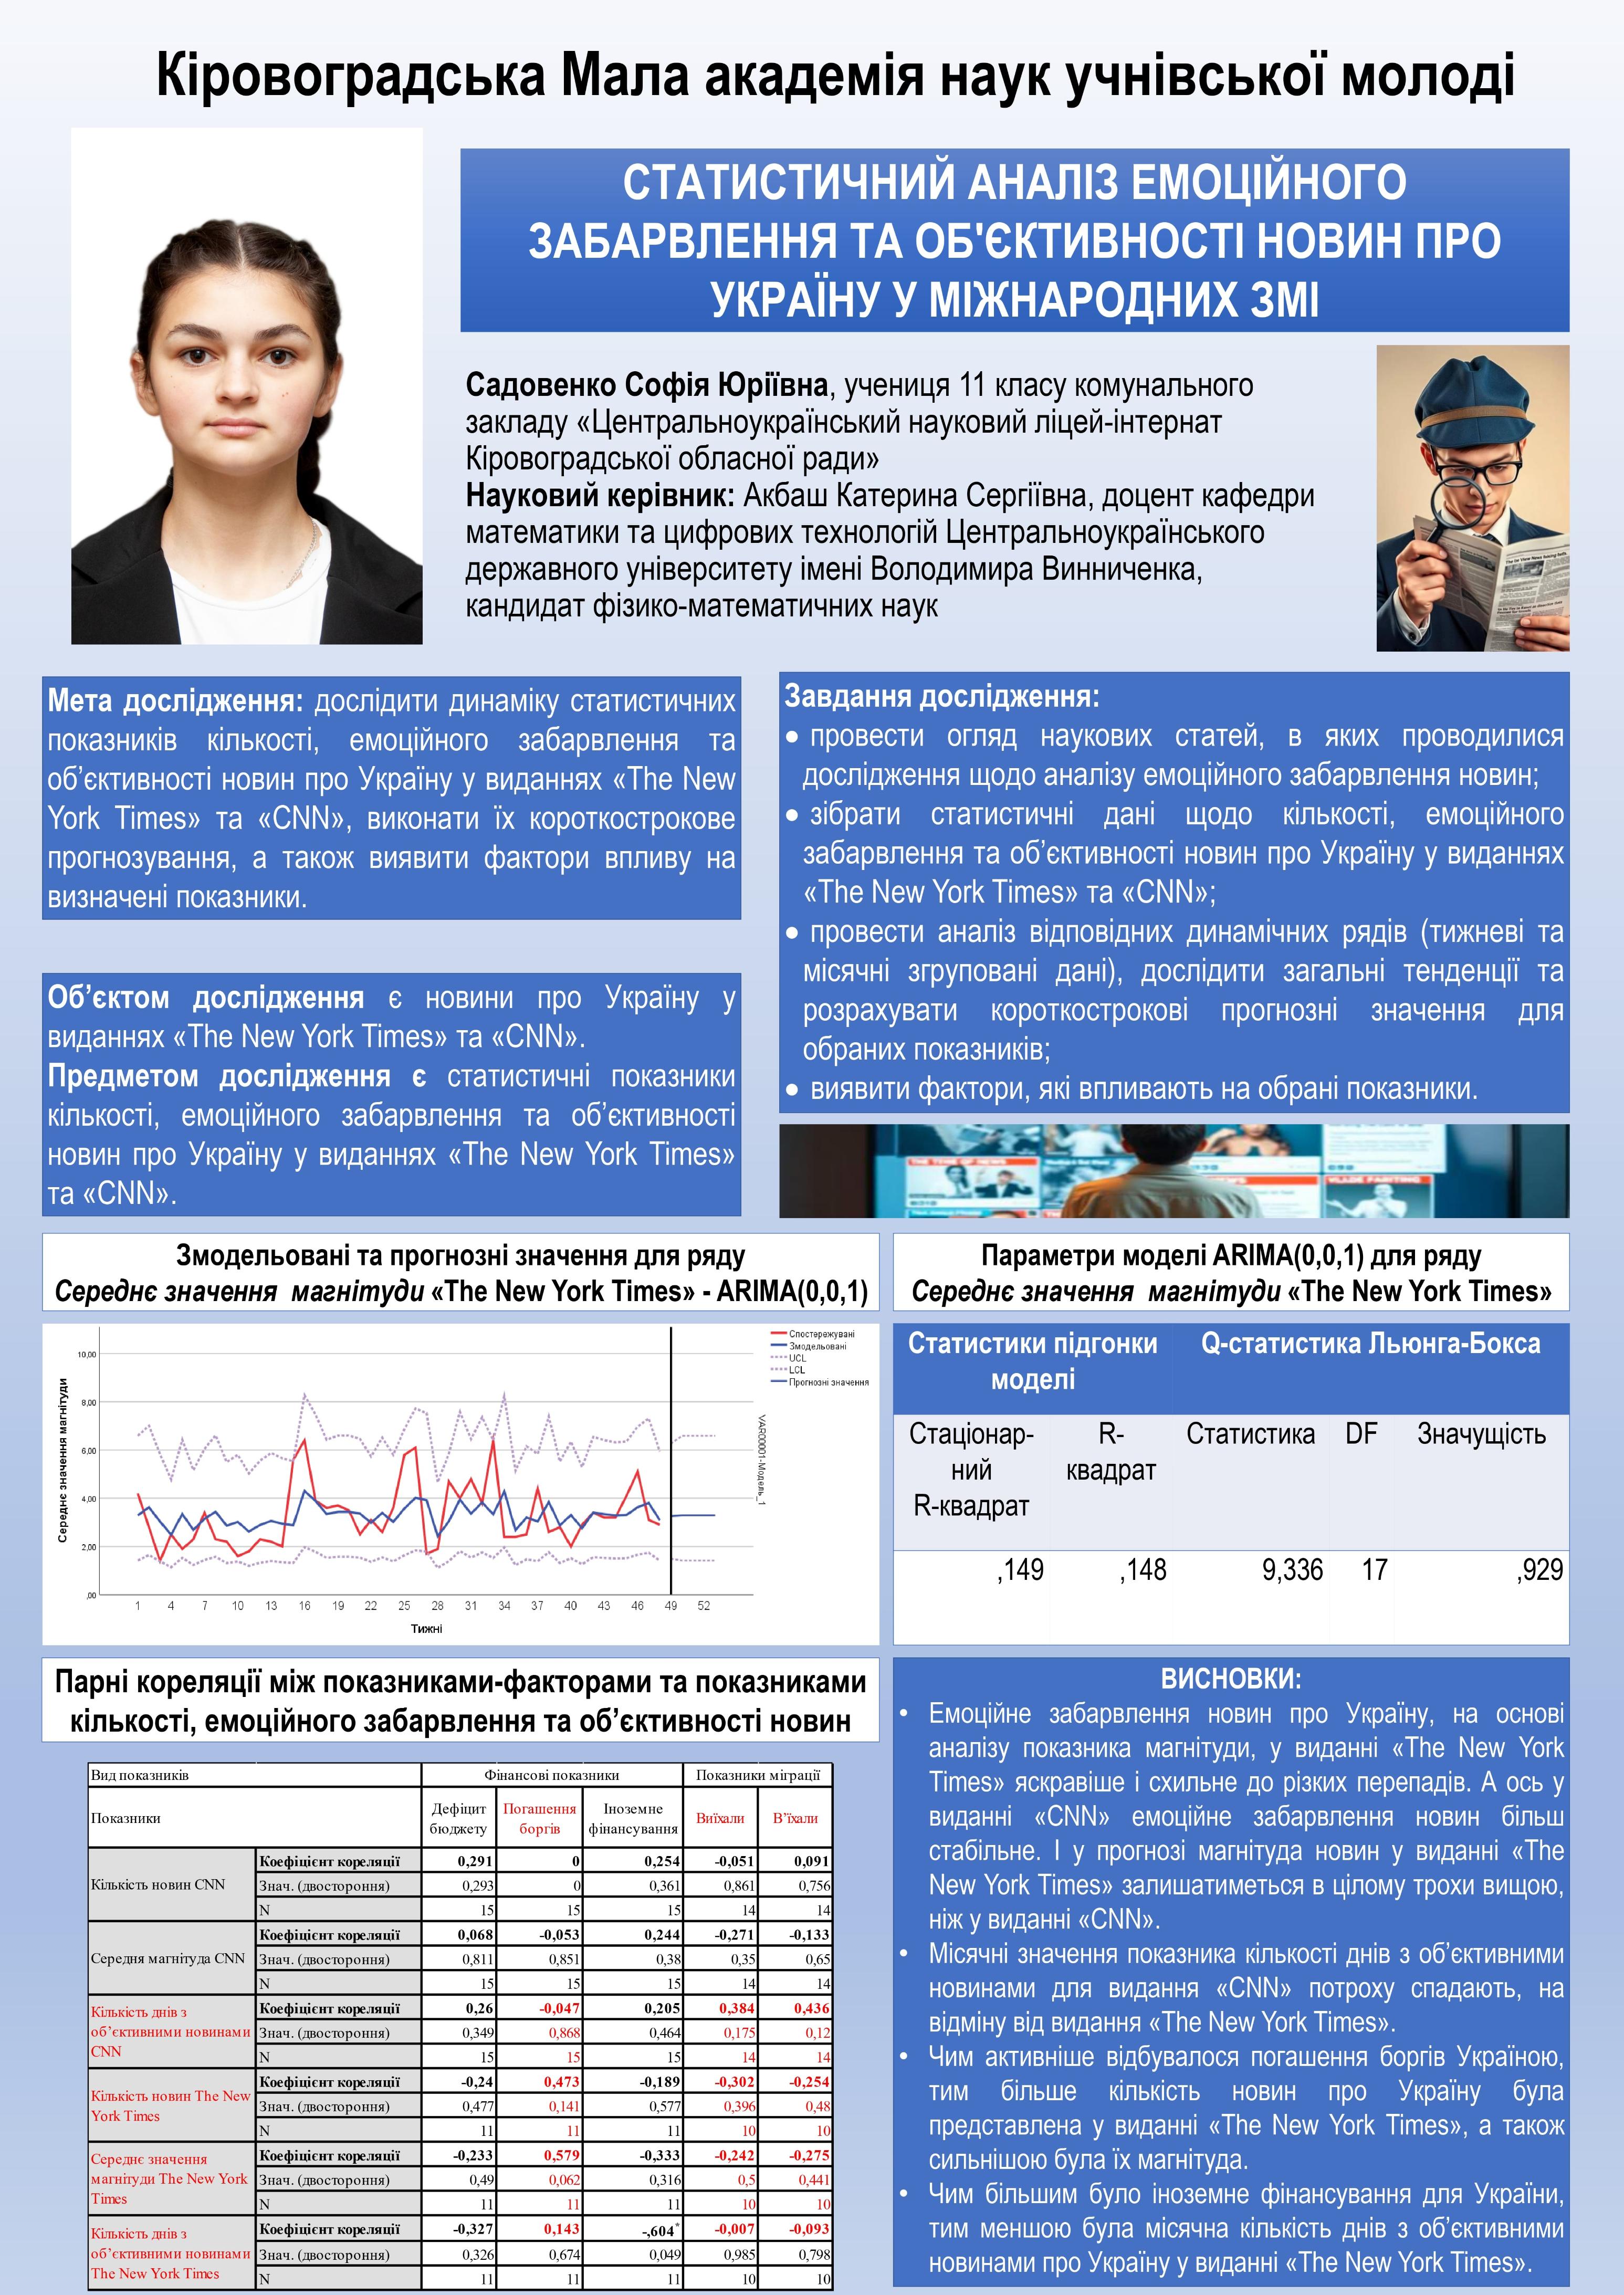 Кіровоградська Мала академія наук учнівської молоді
СТАТИСТИЧНИЙ АНАЛІЗ ЕМОЦІЙНОГО
ЗАБАРВЛЕННЯ ТА ОБ'ЄКТИВНОСТІ НОВИН ПРО
УКРАЇНУ У МІЖНАРОДНИХ ЗМІ
Садовенко Софія Юріївна, учениця 11 класу комунального
закладу «Центральноукраїнський науковий ліцей-інтернат
Кіровоградської обласної ради»
Науковий керівник: Акбаш Катерина Сергіївна, доцент кафедри
математики та цифрових технологій Центральноукраїнського
державного університету імені Володимира Винниченка,
кандидат фізико-математичних наук
Мета дослідження: дослідити динаміку статистичних
показників кількості, емоційного забарвлення та
об’єктивності новин про Україну у виданнях «The New
York Times» та «CNN», виконати їх короткострокове
прогнозування, а також виявити фактори впливу на
визначені показники.
Об’єктом дослідження є новини про Україну у
виданнях «The New York Times» та «CNN».
Предметом дослідження є статистичні показники
кількості, емоційного забарвлення та об’єктивності
новин про Україну у виданнях «The New York Times»
та «CNN».
Завдання дослідження:
● провести огляд наукових статей, в яких проводилися
дослідження щодо аналізу емоційного забарвлення новин;
● зібрати статистичні дані щодо кількості, емоційного
забарвлення та об’єктивності новин про Україну у виданнях
«The New York Times» та «CNN»;
● провести аналіз відповідних динамічних рядів (тижневі та
місячні згруповані дані), дослідити загальні тенденції та
розрахувати короткострокові прогнозні значення для
обраних показників;
● виявити фактори, які впливають на обрані показники.
Змодельовані та прогнозні значення для ряду
Середнє значення магнітуди «The New York Times» - ARIMA(0,0,1)
Середнє значення магнітуди
10,00
8,00
6,00
4,00
2,00
,00
1 4 7 10 13 16 19 22 25 28 31 34 37 40 43 46 49 52
Тижні
Спостережувані
Змодельовані
UCL
LCL
Прогнозні значення
VAR00001-Модель_1
Параметри моделі ARIMA(0,0,1) для ряду
Середнє значення магнітуди «The New York Times»
Статистики підгонки моделі Q-статистика Льюнга-Бокса
Стаціонар-ний R-квадрат R-квадрат Статистика DF Значущість
,149 ,148 9,336 17 ,929
Парні кореляції між показниками-факторами та показниками
кількості, емоційного забарвлення та об’єктивності новин
Вид показників Фінансові показники Показники міграції
Показники Дефіцит бюджету Погашення боргів Іноземне фінансування Виїхали В’їхали
Кількість новин CNN
Коефіцієнт кореляції 0,291 0 0,254 -0,051 0,091
Знач. (двостороння) 0,293 0 0,361 0,861 0,756
N 15 15 15 14 14
Середня магнітуда CNN
Коефіцієнт кореляції 0,068 -0,053 0,244 -0,271 -0,133
Знач. (двостороння) 0,811 0,851 0,38 0,35 0,65
N 15 15 15 14 14
Кількість днів з
об’єктивними новинами
CNN
Коефіцієнт кореляції 0,26 -0,047 0,205 0,384 0,436
Знач. (двостороння) 0,349 0,868 0,464 0,175 0,12
N 15 15 15 14 14
Кількість новин The New
York Times
Коефіцієнт кореляції -0,24 0,473 -0,189 -0,302 -0,254
Знач. (двостороння) 0,477 0,141 0,577 0,396 0,48
N 11 11 11 10 10
Середнє значення
магнітуди The New York
Times
Коефіцієнт кореляції -0,233 0,579 -0,333 -0,242 -0,275
Знач. (двостороння) 0,49 0,062 0,316 0,5 0,441
N 11 11 11 10 10
Кількість днів з
об’єктивними новинами
The New York Times
Коефіцієнт кореляції -0,327 0,143 -,604* -0,007 -0,093
Знач. (двостороння) 0,326 0,674 0,049 0,985 0,798
N 11 11 11 10 10
ВИСНОВКИ:
• Емоційне забарвлення новин про Україну, на основі
аналізу показника магнітуди, у виданні «The New York
Times» яскравіше і схильне до різких перепадів. А ось у
виданні «CNN» емоційне забарвлення новин більш
стабільне. І у прогнозі магнітуда новин у виданні «The
New York Times» залишатиметься в цілому трохи вищою,
ніж у виданні «CNN».
• Місячні значення показника кількості днів з об’єктивними
новинами для видання «CNN» потроху спадають, на
відміну від видання «The New York Times».
• Чим активніше відбувалося погашення боргів Україною,
тим більше кількість новин про Україну була
представлена у виданні «The New York Times», а також
сильнішою була їх магнітуда.
• Чим більшим було іноземне фінансування для України,
тим меншою була місячна кількість днів з об’єктивними
новинами про Україну у виданні «The New York Times».